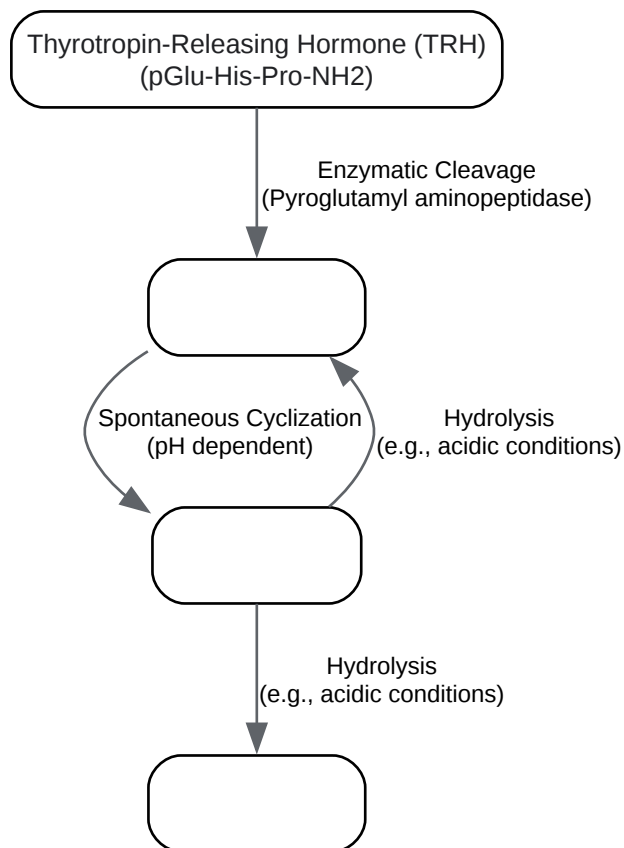 Thyrotropin-Releasing Hormone (TRH)
(pGlu-His-Pro-NH2)
Enzymatic Cleavage
(Pyroglutamyl aminopeptidase)
Spontaneous Cyclization
(pH dependent)
Hydrolysis
(e.g., acidic conditions)
Hydrolysis
(e.g., acidic conditions)